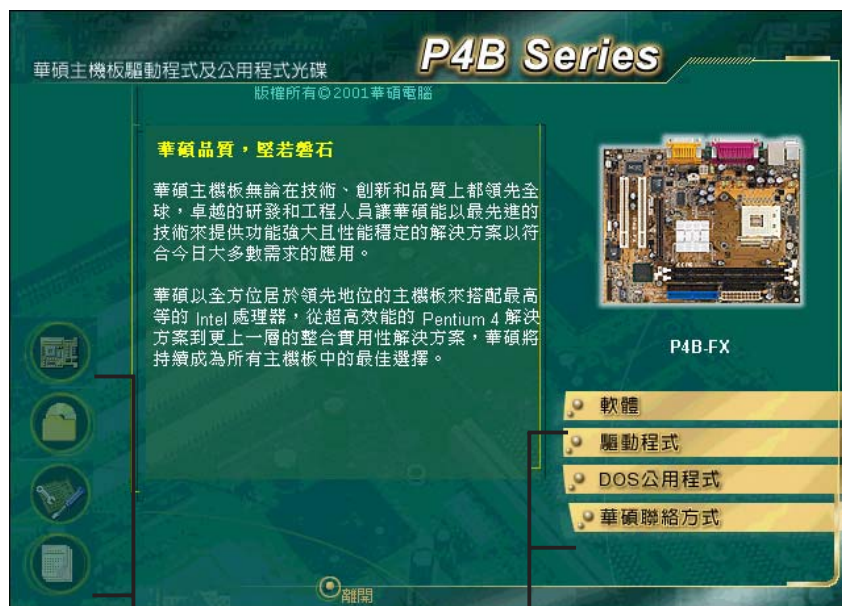 P4B Series
華碩主機板驅動程式及公用程式光碟
版權所有©2001華碩電腦
華碩品質，堅若磐石
華碩主機板無論在技術、創新和品質上都領先全
球，卓越的研發和工程人員讓華碩能以最先進的
技術來提供功能強大且性能穩定的解決方案以符
合今日大多數需求的應用。
華碩以全方位居於領先地位的主機板來搭配最高
等的 Intel 處理器，從超高效能的 Pentium 4 解決
方案到更上一層的整合實用性解決方案，華碩將
持續成為所有主機板中的最佳選擇。
P4B-FX
軟體
驅動程式
DOS公用程式
華碩聯絡方式
離開